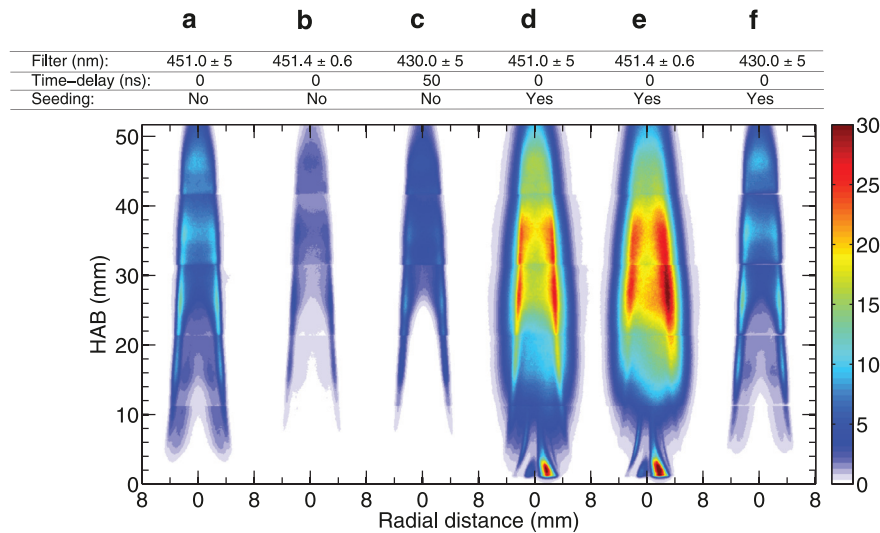 a b c d e f
Filter (nm): 451.0 ± 5 451.4 ± 0.6 430.0 ± 5 451.0 ± 5 451.4 ± 0.6 430.0 ± 5
Time–delay (ns): 0 0 50 0 0 0
Seeding: No No No Yes Yes Yes
50 30
40 25
30 20
20 15
10 10
0 5
0
8 0 8 0 8 0 8 0 8 0 8 0 8
HAB (mm)
Radial distance (mm)